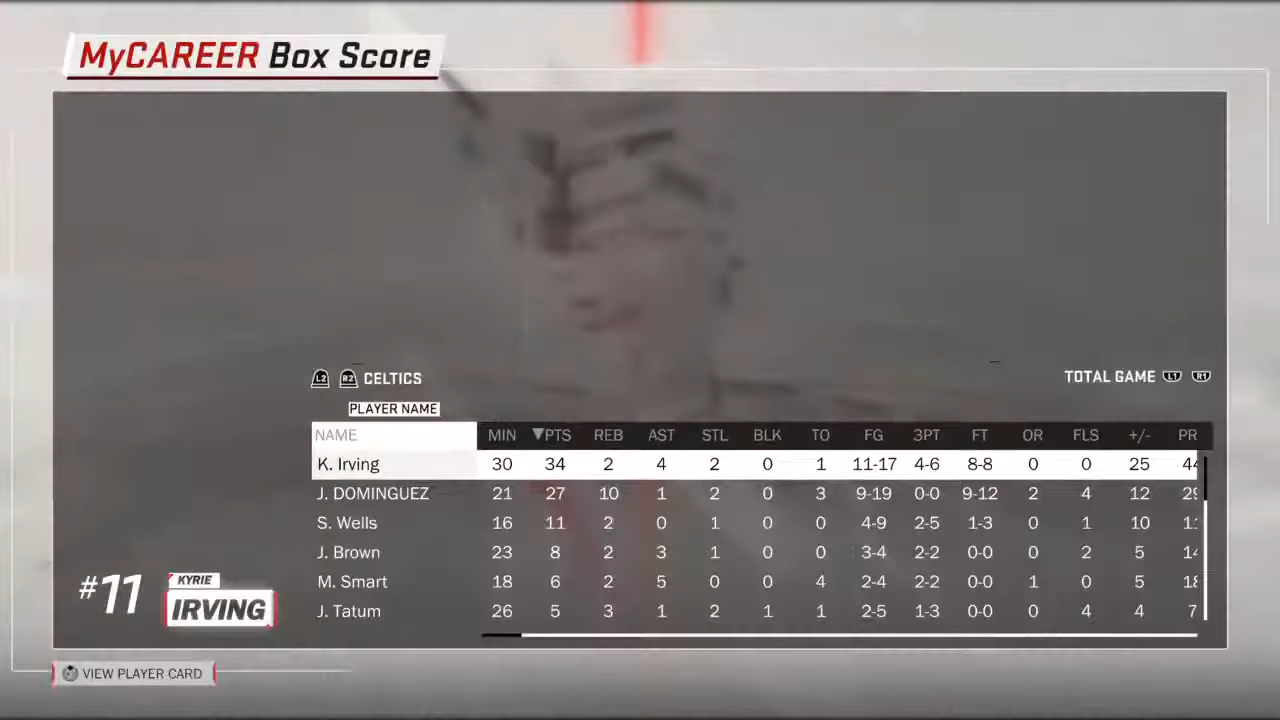 MyCAREER Box Score
L2 R2 CELTICS
TOTAL GAME L1 R1
PLAYER NAME
NAME MIN ▼PTS REB AST STL BLK TO FG 3PT FT OR FLS +/- PR
K. Irving 30 34 2 4 2 0 1 11-17 4-6 8-8 0 0 25 44
J. DOMINGUEZ 21 27 10 1 2 0 3 9-19 0-0 9-12 2 4 12 29
S. Wells 16 11 2 0 1 0 0 4-9 2-5 1-3 0 1 10
J. Brown 23 8 2 3 1 0 0 3-4 2-2 0-0 0 2 5 14
M. Smart 18 6 2 5 0 0 4 2-4 2-2 0-0 1 0 5 18
J. Tatum 26 5 3 1 2 1 1 2-5 1-3 0-0 0 4 4 7
#11 KYRIE
IRVING
VIEW PLAYER CARD